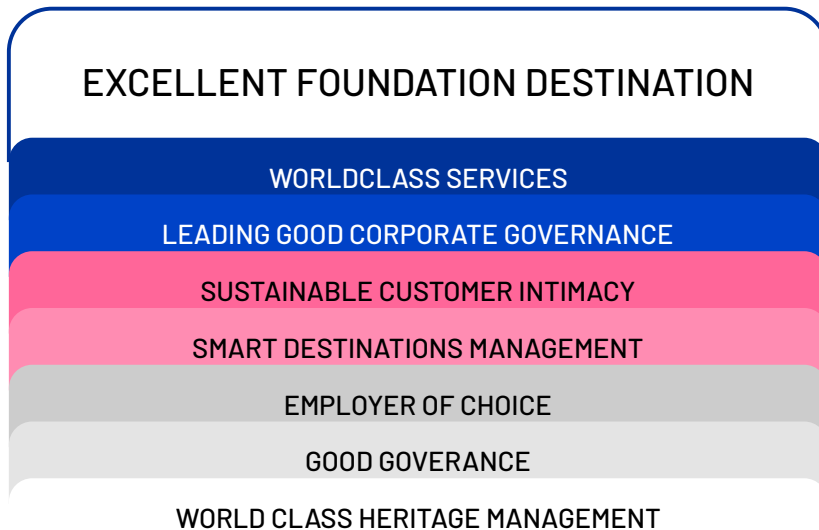 EXCELLENT FOUNDATION DESTINATION
WORLDCLASS SERVICES
LEADING GOOD CORPORATE GOVERNANCE
SUSTAINABLE CUSTOMER INTIMACY
SMART DESTINATIONS MANAGEMENT
EMPLOYER OF CHOICE
GOOD GOVERANCE
WORLD CLASS HERITAGE MANAGEMENT